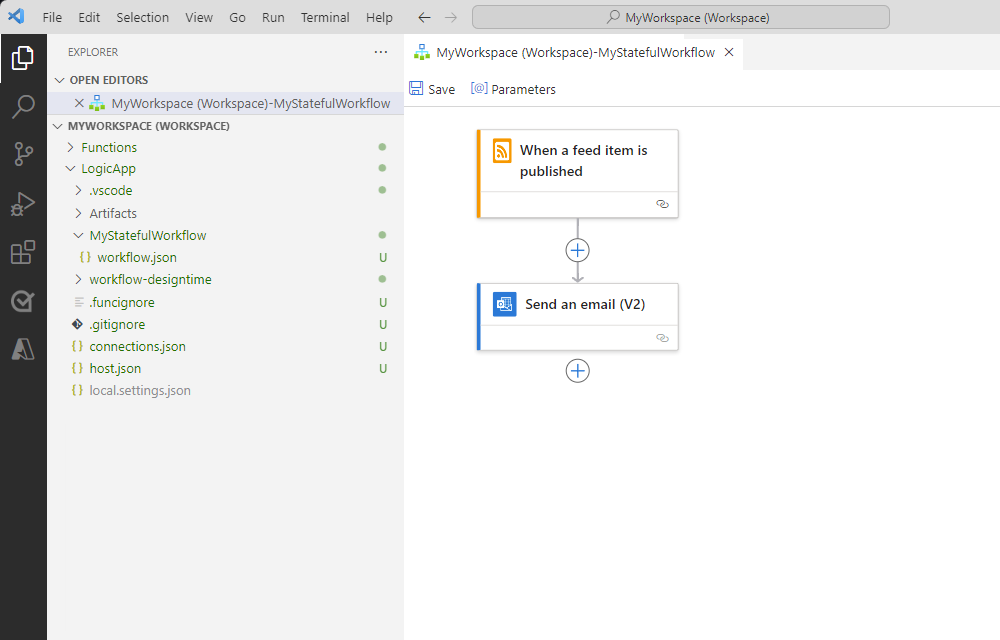 File Edit Selection View Go Run Terminal Help MyWorkspace (Workspace)
EXPLORER
OPEN EDITORS
MyWorkspace (Workspace)-MyStatefulWorkflow
MYWORKSPACE (WORKSPACE)
Functions
LogicApp
.vscode
Artifacts
MyStatefulWorkflow
{} workflow.json U
workflow-designtime
.funcignore U
.gitignore U
{} connections.json U
{} host.json U
{} local.settings.json
MyWorkspace (Workspace)-MyStatefulWorkflow
Save [@] Parameters
When a feed item is
published
Send an email (V2)